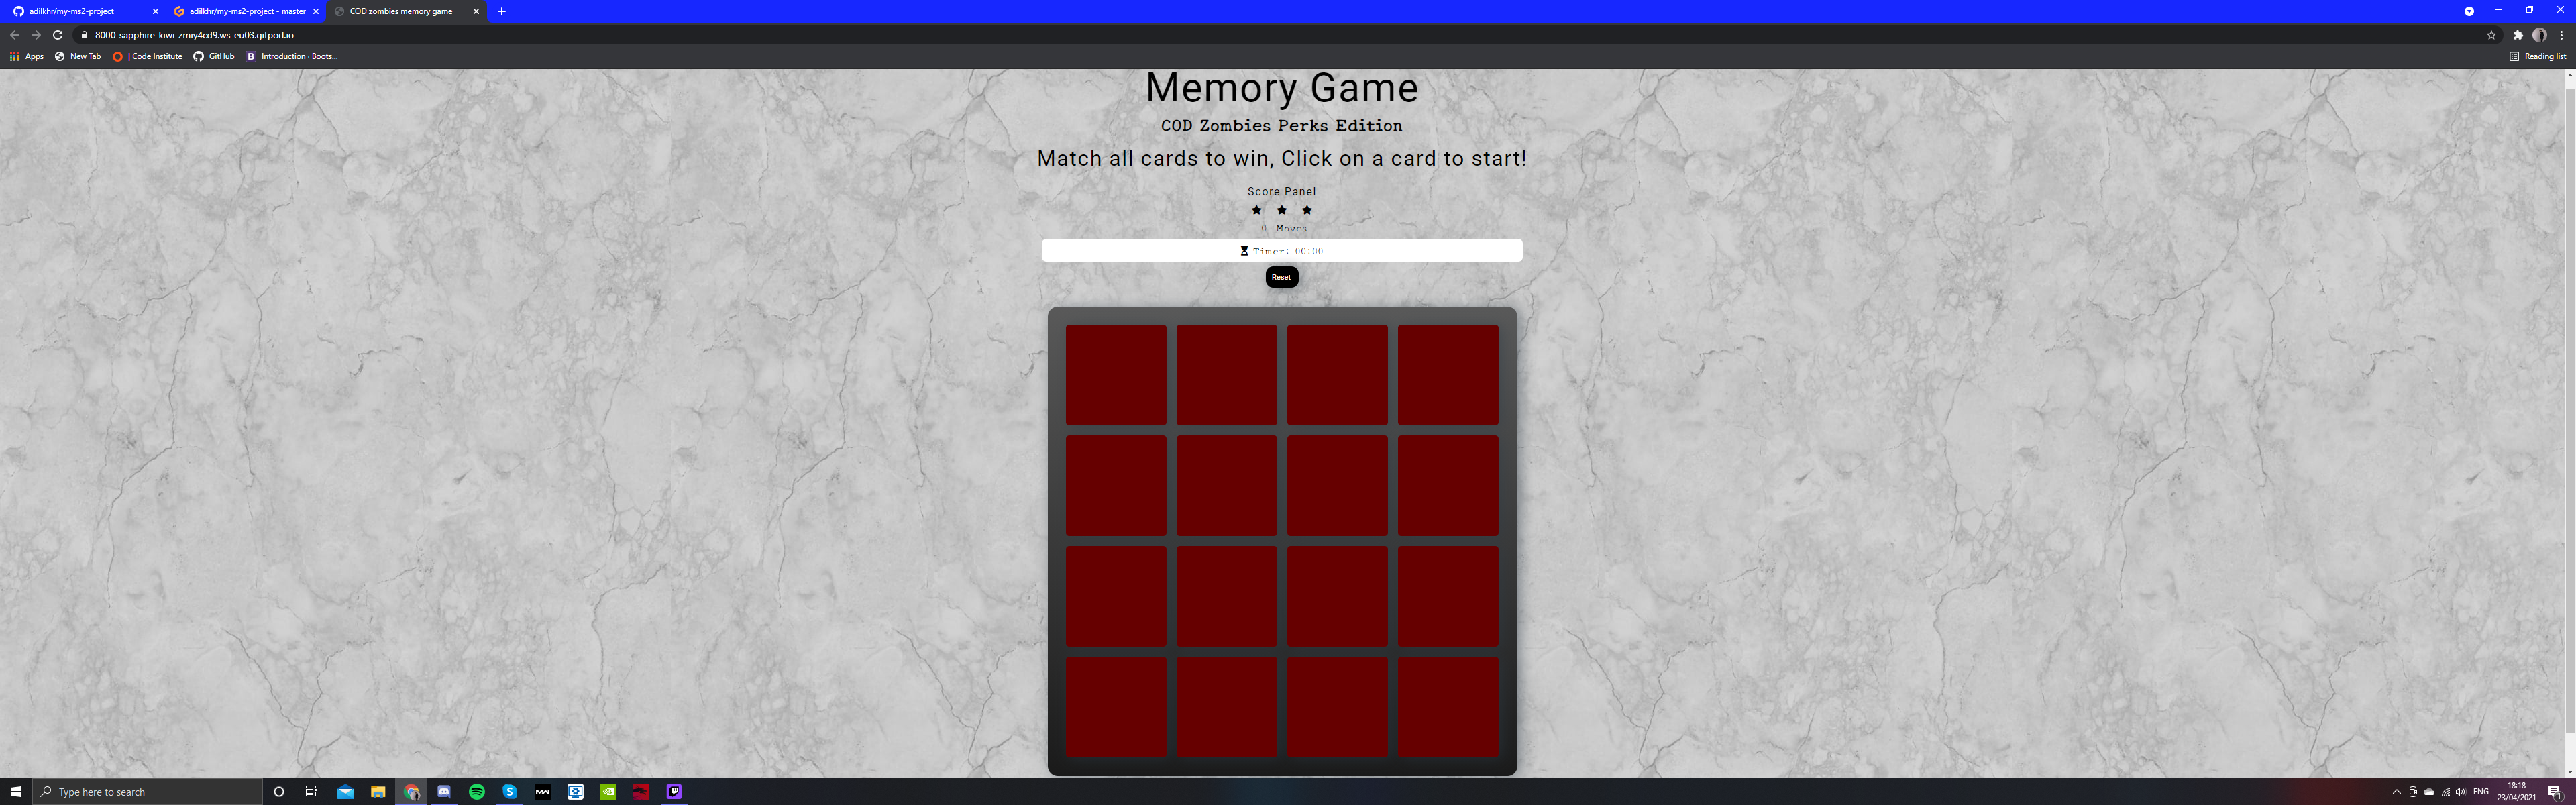 adilkhr/my-ms2-project
adilkhr/my-ms2-project - master
COD zombies memory game
8000-sapphire-kiwi-zmiy4cd9.ws-eu03.gitpod.io
Apps
New Tab
| Code Institute
GitHub
B
Introduction · Boots...
Reading list
Memory Game
COD Zombies Perks Edition
Match all cards to win, Click on a card to start!
Score Panel
0 Moves
Timer: 00:00
Reset
Type here to search
S
MW
ENG
18:18
23/04/2021
1